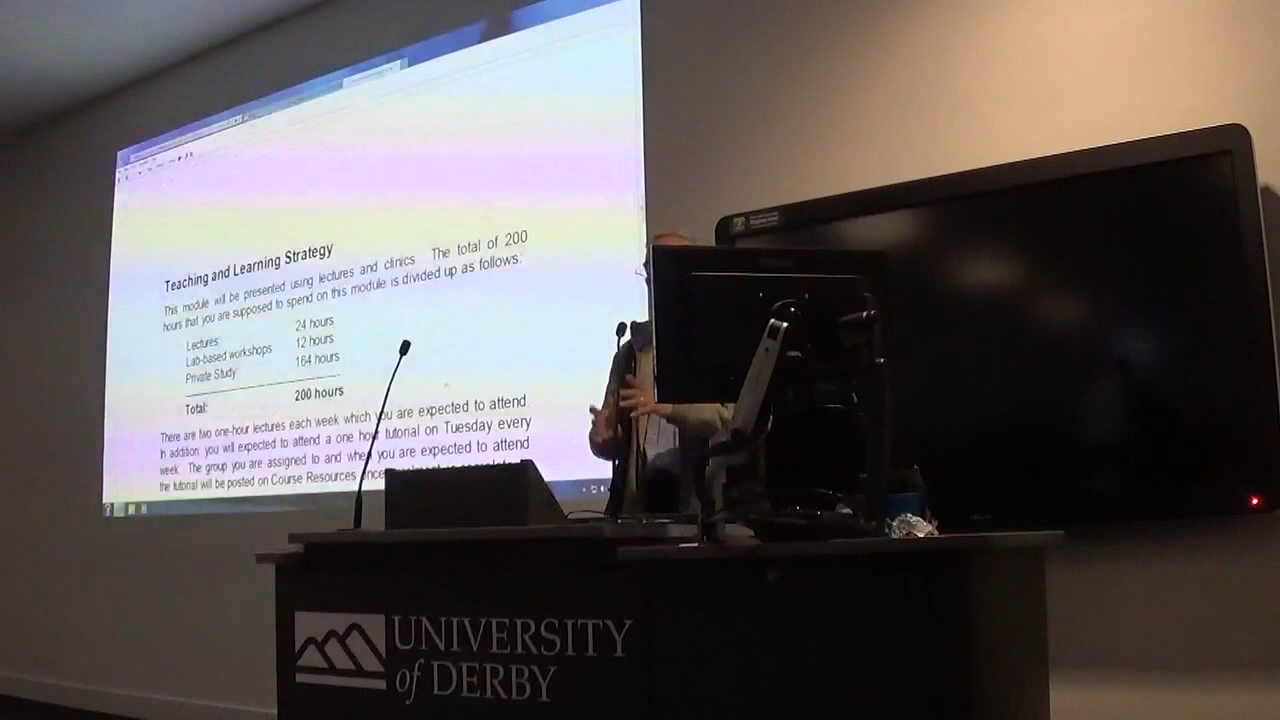 Teaching and Learning Strategy
This module will be presented using lectures and clinics The total of 200
hours that you are supposed to spend on this module is divided up as follows:
Lectures: 24 hours
Lab-based workshops 12 hours
Private Study 164 hours
Total: 200 hours
There are two one-hour lectures each week which you are expected to attend.
In addition, you will expected to attend a one hour tutorial on Tuesday every
week. The group you are assigned to and when you are expected to attend
the tutorial will be posted on Course Resources once
UNIVERSITY
of DERBY